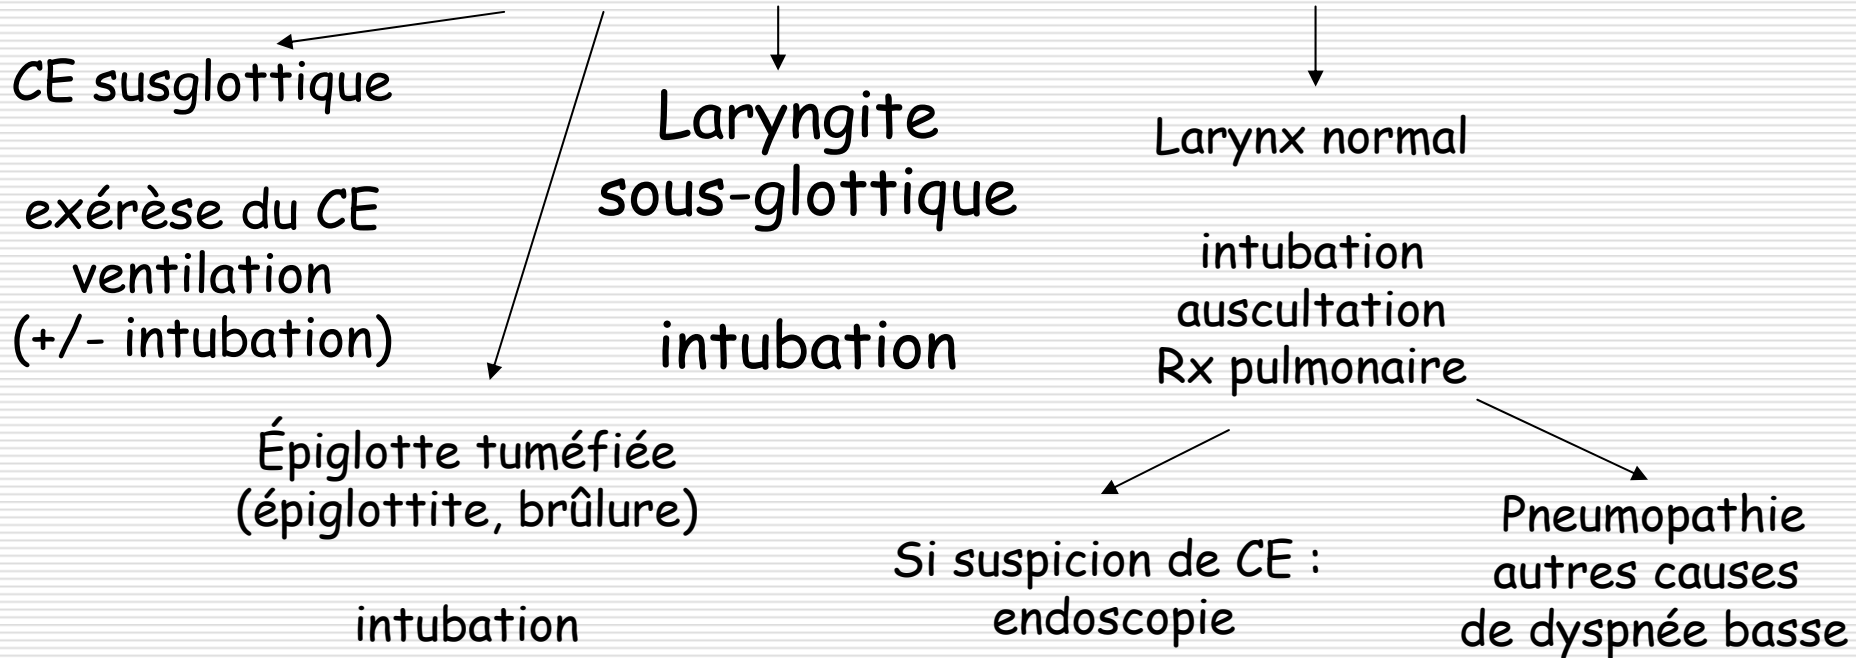 CE susglottique
exérèse du CE
ventilation
(+/- intubation)
Épiglotte tuméfiée
(épiglottite, brûlure)
intubation
Laryngite
sous-glottique
intubation
Larynx normal
intubation
auscultation
Rx pulmonaire
Si suspicion de CE :
endoscopie
Pneumopathie
autres causes
de dyspnée basse